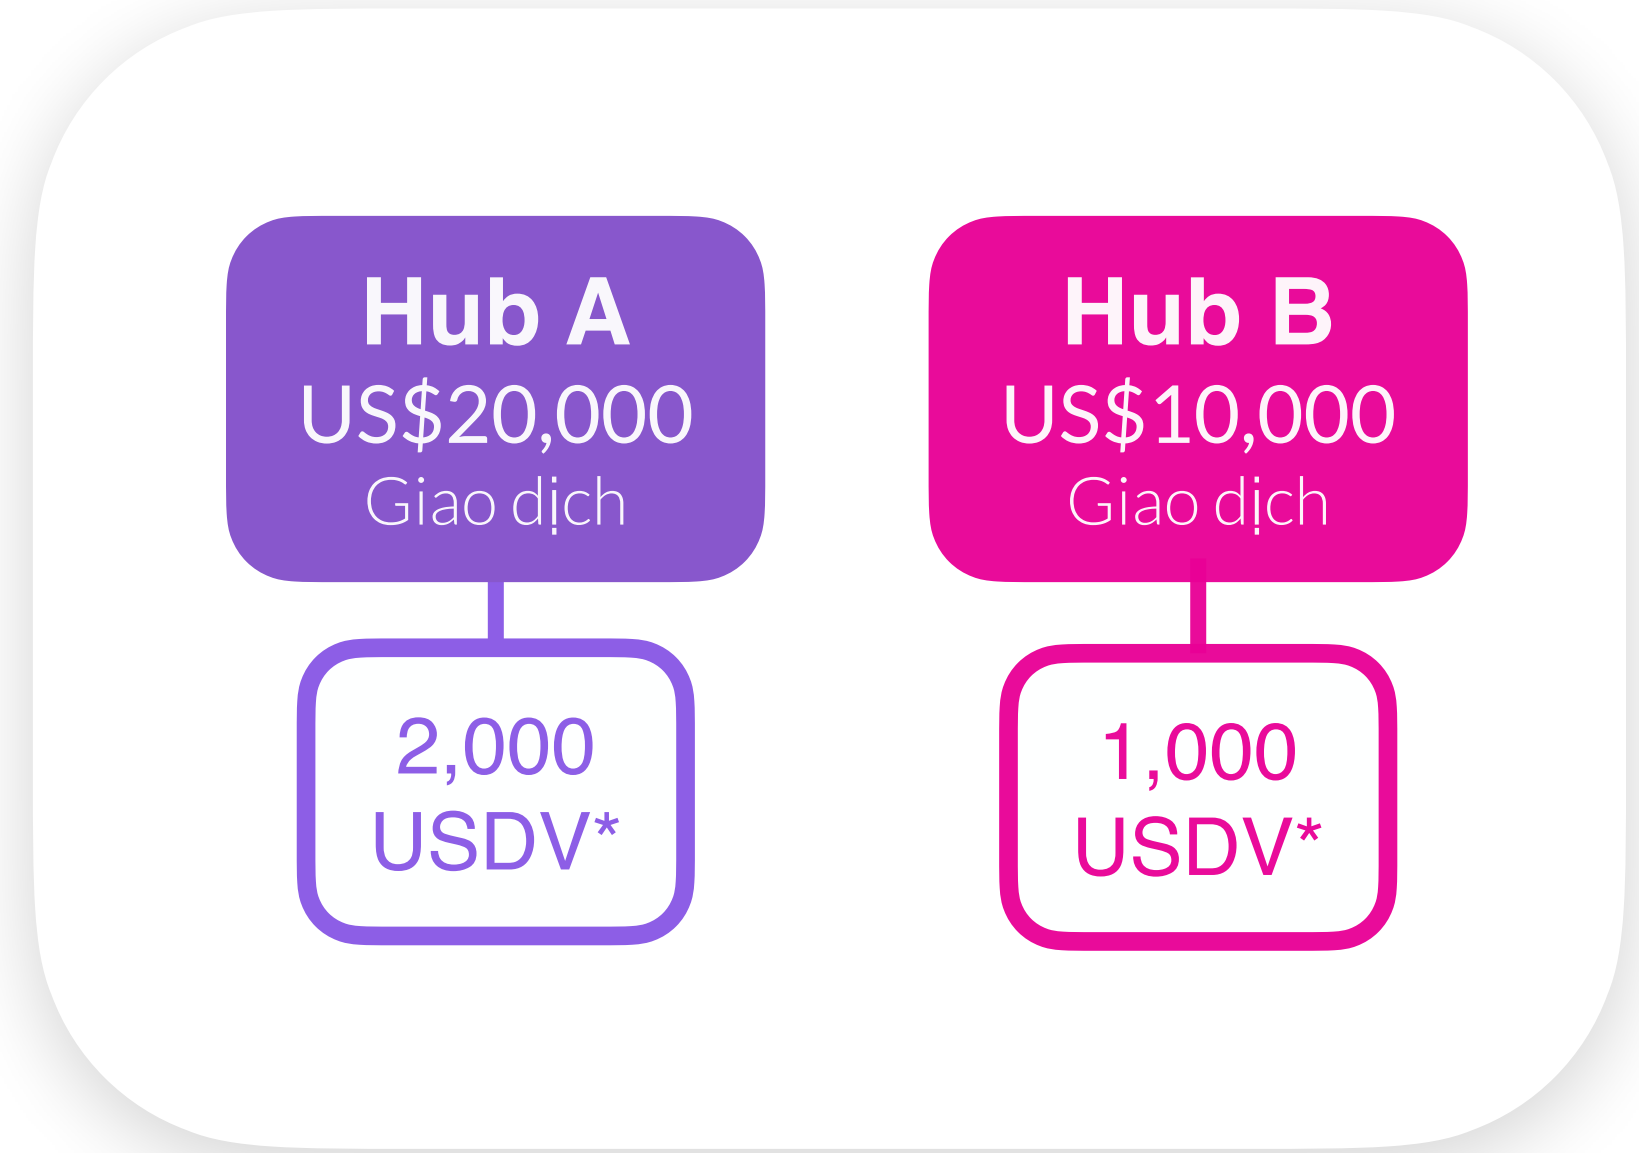 Hub A
US$20,000
Giao dịch
2,000
USDV*
Hub B
US$10,000
Giao dịch
1,000
USDV*